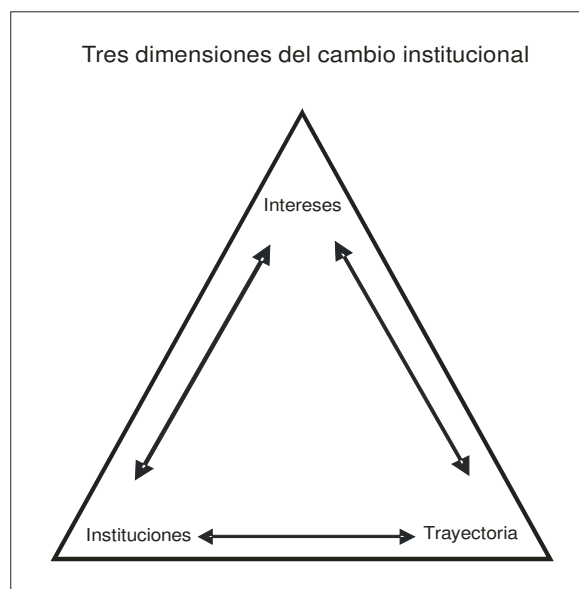 Tres dimensiones del cambio institucional
Intereses
Instituciones
Trayectoria